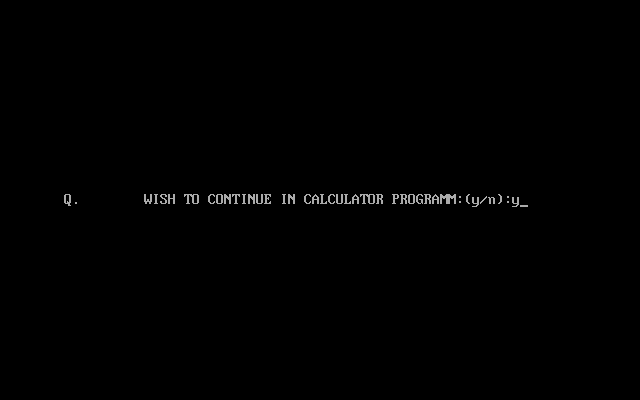 Q. WISH TO CONTINUE IN CALCULATOR PROGRAMM:(y/n):y_